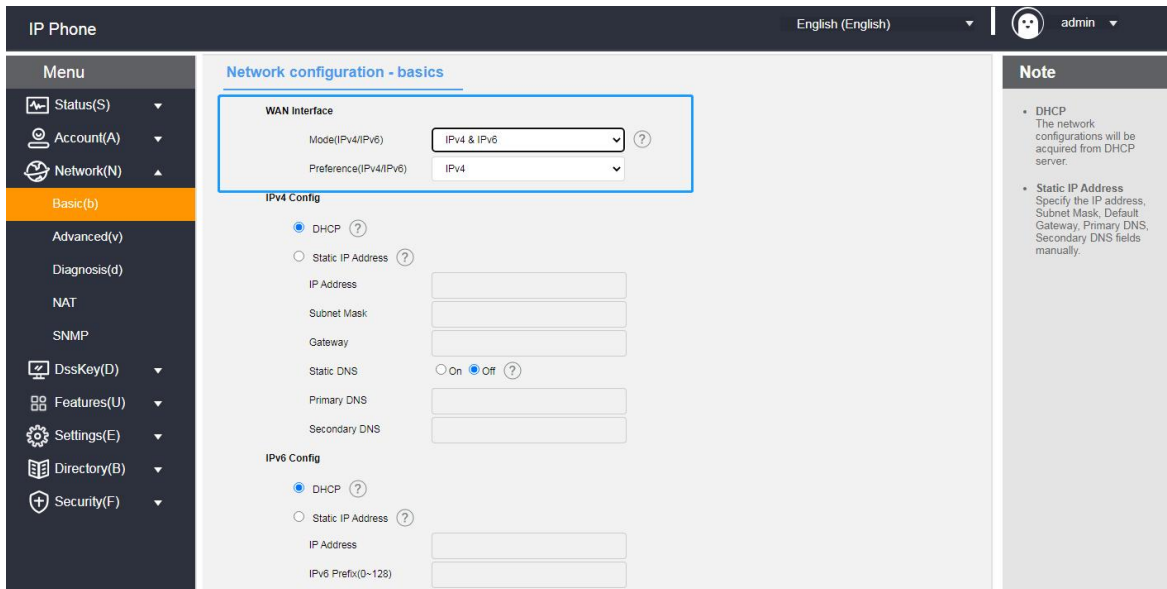 IP Phone
English (English)
admin
Menu
Status(S)
Account(A)
Network(N)
Basic(b)
Advanced(v)
Diagnosis(d)
NAT
SNMP
DssKey(D)
Features(U)
Settings(E)
Directory(B)
Security(F)
Network configuration - basics
WAN Interface
Mode(IPv4/IPv6) IPv4 & IPv6 ?
Preference(IPv4/IPv6) IPv4
IPv4 Config
DHCP ?
Static IP Address ?
IP Address
Subnet Mask
Gateway
Static DNS On Off ?
Primary DNS
Secondary DNS
IPv6 Config
DHCP ?
Static IP Address ?
IP Address
IPv6 Prefix(0~128)
Note
• DHCP
The network
configurations will be
acquired from DHCP
server.
• Static IP Address
Specify the IP address,
Subnet Mask, Default
Gateway, Primary DNS,
Secondary DNS fields
manually.